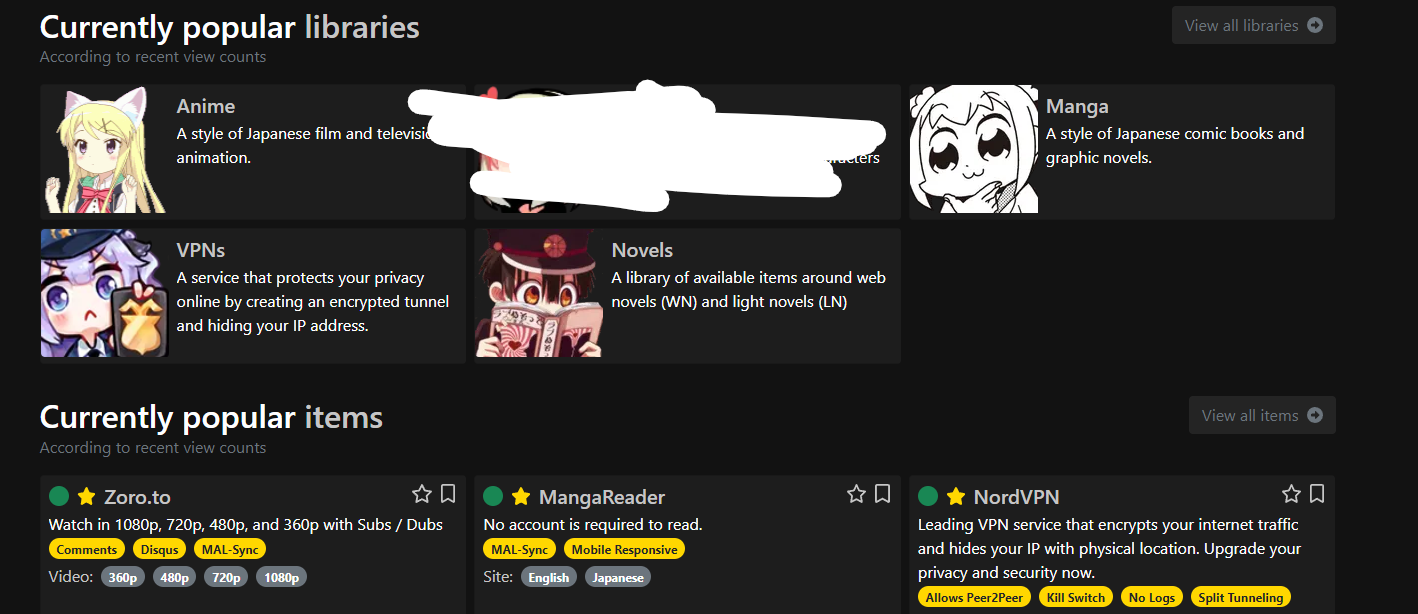 Currently popular libraries
View all libraries
According to recent view counts
Anime
A style of Japanese film and
animation.
Manga
A style of Japanese comic books and
graphic novels.
VPNs
A service that protects your privacy
online by creating an encrypted tunnel
and hiding your IP address.
Novels
A library of available items around web
novels (WN) and light novels (LN)
Currently popular items
View all items
According to recent view counts
Zoro.to
Watch in 1080p, 720p, 480p, and 360p with Subs / Dubs
Comments Disqus MAL-Sync
Video: 360p 480p 720p 1080p
MangaReader
No account is required to read.
MAL-Sync Mobile Responsive
Site: English Japanese
NordVPN
Leading VPN service that encrypts your internet traffic
and hides your IP with physical location. Upgrade your
privacy and security now.
Allows Peer2Peer Kill Switch No Logs Split Tunneling